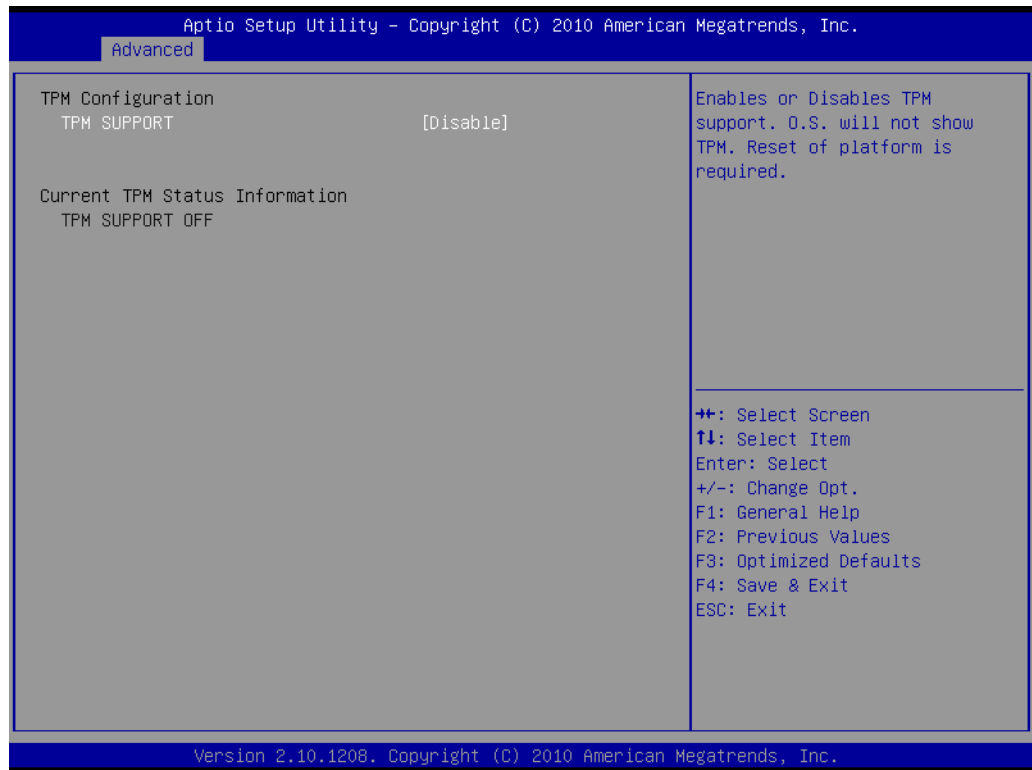 Aptio Setup Utility – Copyright (C) 2010 American Megatrends, Inc.
Advanced
TPM Configuration
TPM SUPPORT [Disable]
Current TPM Status Information
TPM SUPPORT OFF
Enables or Disables TPM
support. O.S. will not show
TPM. Reset of platform is
required.
→←: Select Screen
↑↓: Select Item
Enter: Select
+/-: Change Opt.
F1: General Help
F2: Previous Values
F3: Optimized Defaults
F4: Save & Exit
ESC: Exit
Version 2.10.1208. Copyright (C) 2010 American Megatrends, Inc.